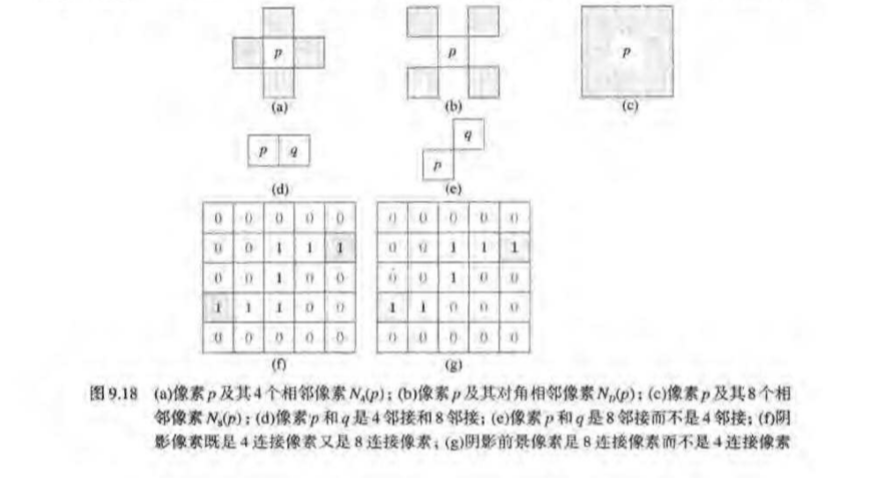 p
p
p
(a)
(b)
(c)
p q
q
p
(d)
(e)
0 0 0 0 0
0 0 1 1 1
0 0 1 0 0
1 1 1 0 0
0 0 0 0 0
(f)
0 0 0 0 0
0 0 1 1 1
0 0 1 0 0
1 1 0 0 0
0 0 0 0 0
(g)
图 9.18 (a)像素 p 及其 4 个相邻像素 N₄(p)；(b)像素 p 及其对角相邻像素 N_D(p)；(c)像素 p 及其 8 个相
邻像素 N₈(p)；(d)像素 p 和 q 是 4 邻接和 8 邻接；(e)像素 p 和 q 是 8 邻接而不是 4 邻接；(f)阴
影像素既是 4 连接像素又是 8 连接像素；(g)阴影前景像素是 8 连接像素而不是 4 连接像素